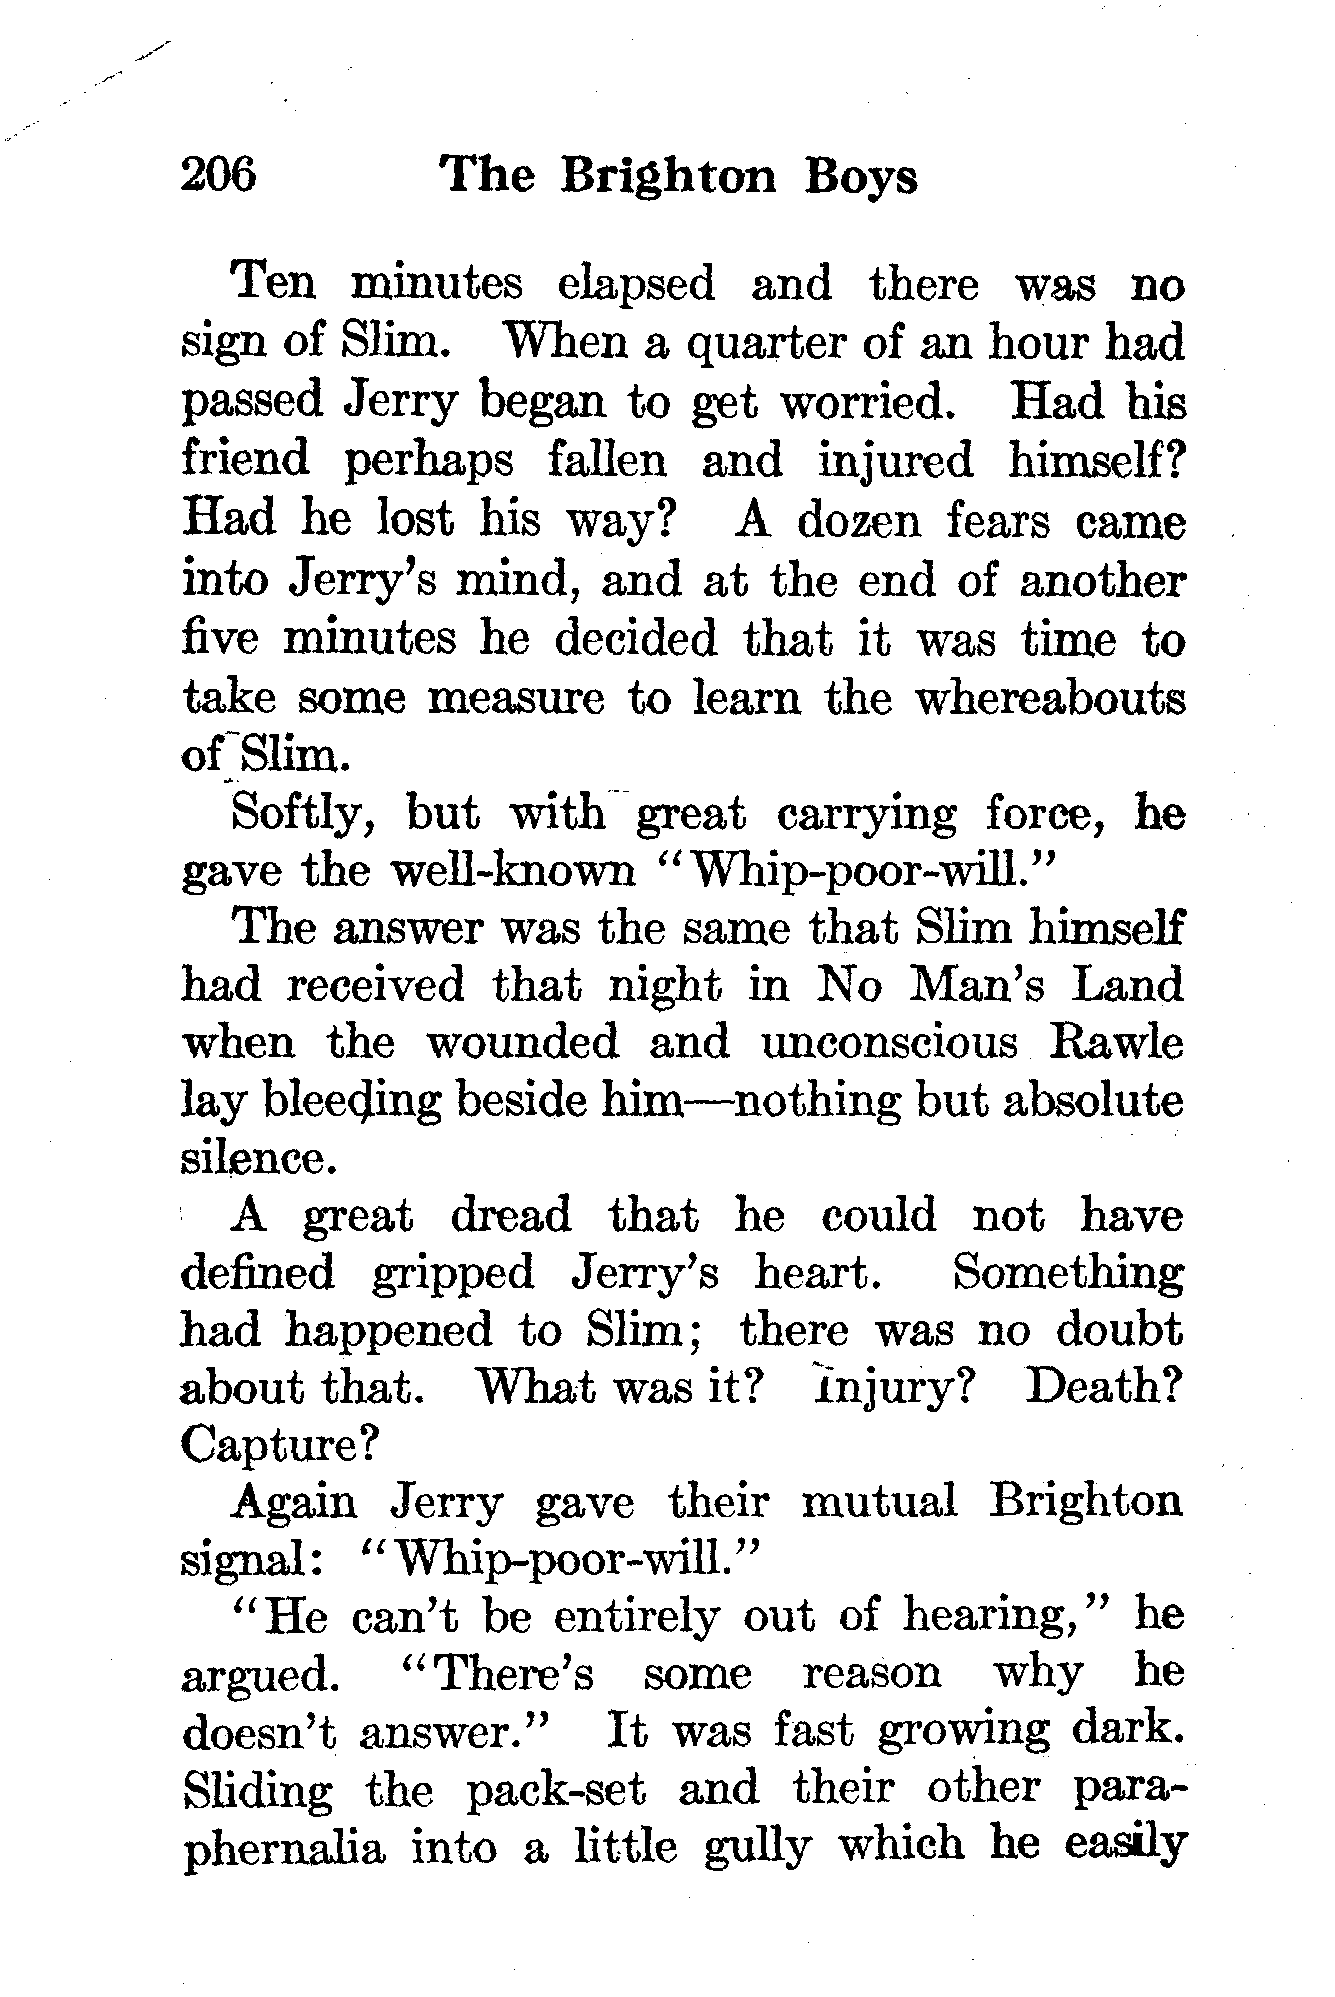 206 The Brighton Boys
Ten minutes elapsed and there was no
sign of Slim. When a quarter of an hour had
passed Jerry began to get worried. Had his
friend perhaps fallen and injured himself?
Had he lost his way? A dozen fears came
into Jerry's mind, and at the end of another
five minutes he decided that it was time to
take some measure to learn the whereabouts
of Slim.
Softly, but with great carrying force, he
gave the well-known "Whip-poor-will."
The answer was the same that Slim himself
had received that night in No Man's Land
when the wounded and unconscious Rawle
lay bleeding beside him—nothing but absolute
silence.
A great dread that he could not have
defined gripped Jerry's heart. Something
had happened to Slim; there was no doubt
about that. What was it? Injury? Death?
Capture?
Again Jerry gave their mutual Brighton
signal: "Whip-poor-will."
"He can't be entirely out of hearing," he
argued. "There's some reason why he
doesn't answer." It was fast growing dark.
Sliding the pack-set and their other para-
phernalia into a little gully which he easily